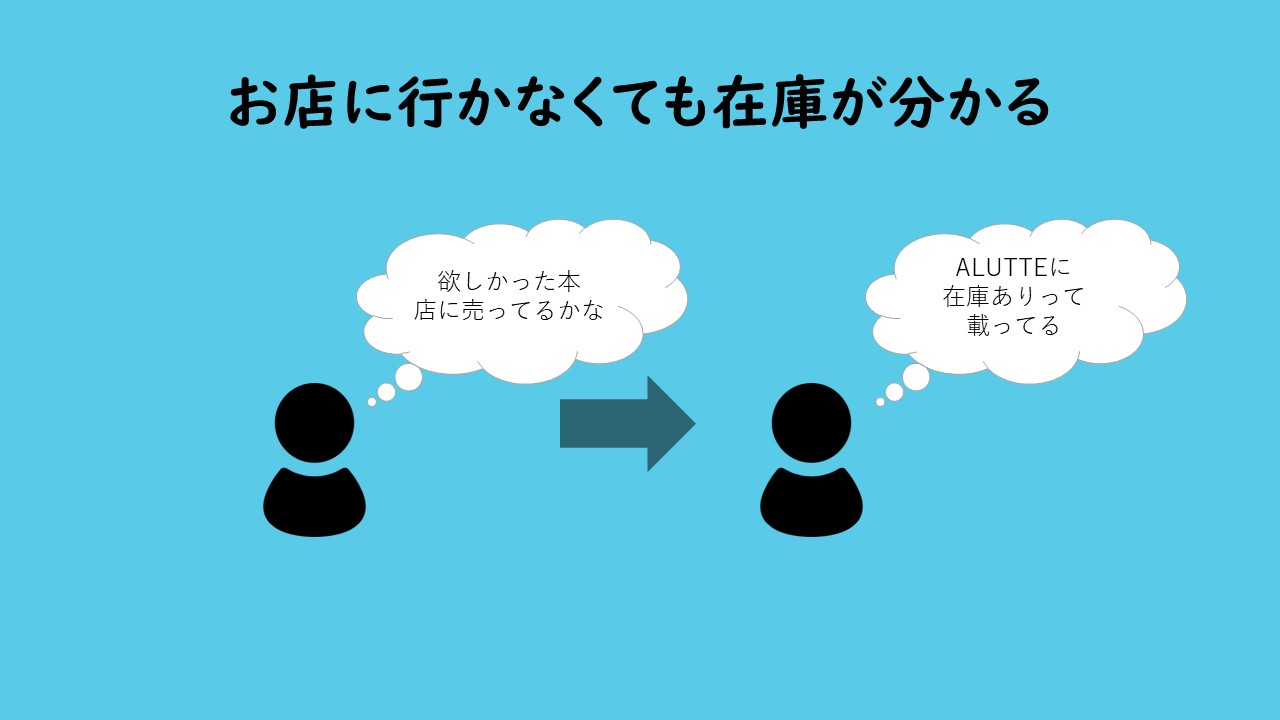 お店に行かなくても在庫が分かる
欲しかった本
店に売ってるかな
ALUTTEに
在庫ありって
載ってる